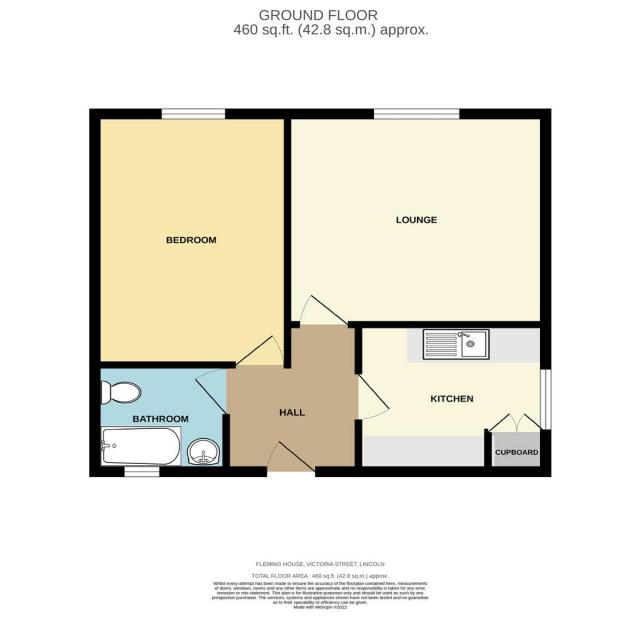 GROUND FLOOR
460 sq.ft. (42.8 sq.m.) approx.
BEDROOM
LOUNGE
BATHROOM
HALL
KITCHEN
CUPBOARD
FLEMING HOUSE, VICTORIA STREET, LINCOLN
TOTAL FLOOR AREA : 460 sq.ft. (42.8 sq.m.) approx.
Whilst every attempt has been made to ensure the accuracy of the floorplan contained here, measurements
of doors, windows, rooms and any other items are approximate and no responsibility is taken for any error,
omission or mis-statement. This plan is for illustrative purposes only and should be used as such by any
prospective purchaser. The services, systems and appliances shown have not been tested and no guarantee
as to their operability or efficiency can be given.
Made with Metropix ©2022